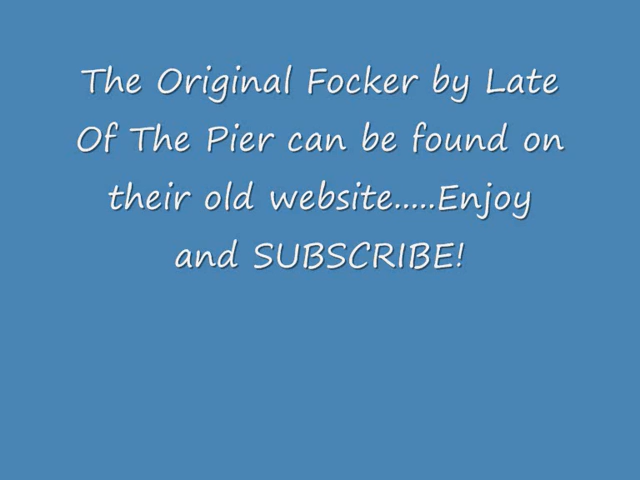 The Original Focker by Late
Of The Pier can be found on
their old website.....Enjoy
and SUBSCRIBE!